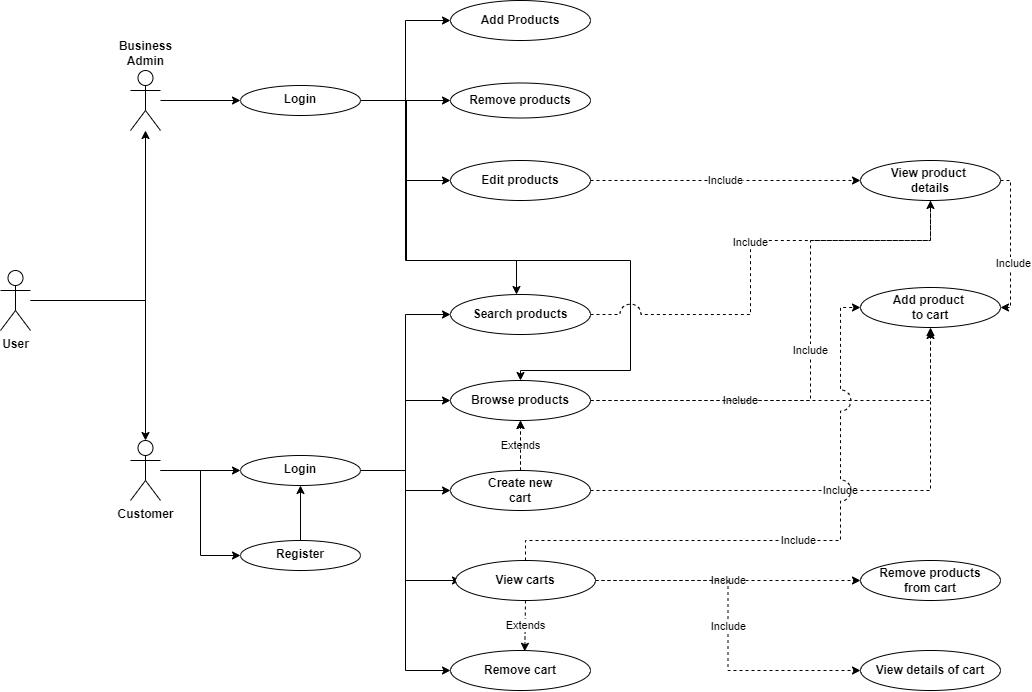 Add Products
Business
Admin
Login
Remove products
Edit products
Include
View product
details
Include
Include
Search products
Add product
to cart
User
Include
Browse products
Include
Extends
Login
Create new
cart
Include
Customer
Register
Include
View carts
Include
Remove products
from cart
Extends
Include
Remove cart
View details of cart